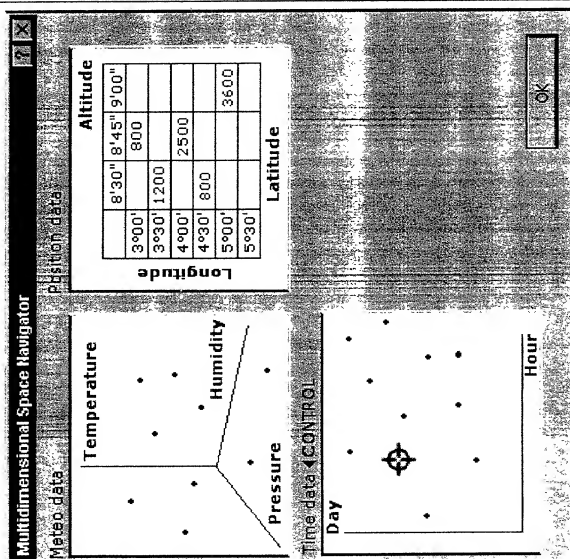 Multidimensional Space Navigator ? X
Meteo data
Temperature
Humidity
Pressure
Position data
Altitude
8'30" 8'45" 9'00"
3°00' 800
3°30' 1200
4°00' 2500
4°30' 800
5°00' 3600
5°30'
Longitude
Latitude
Time data ◄CONTROL
Day
Hour
OK